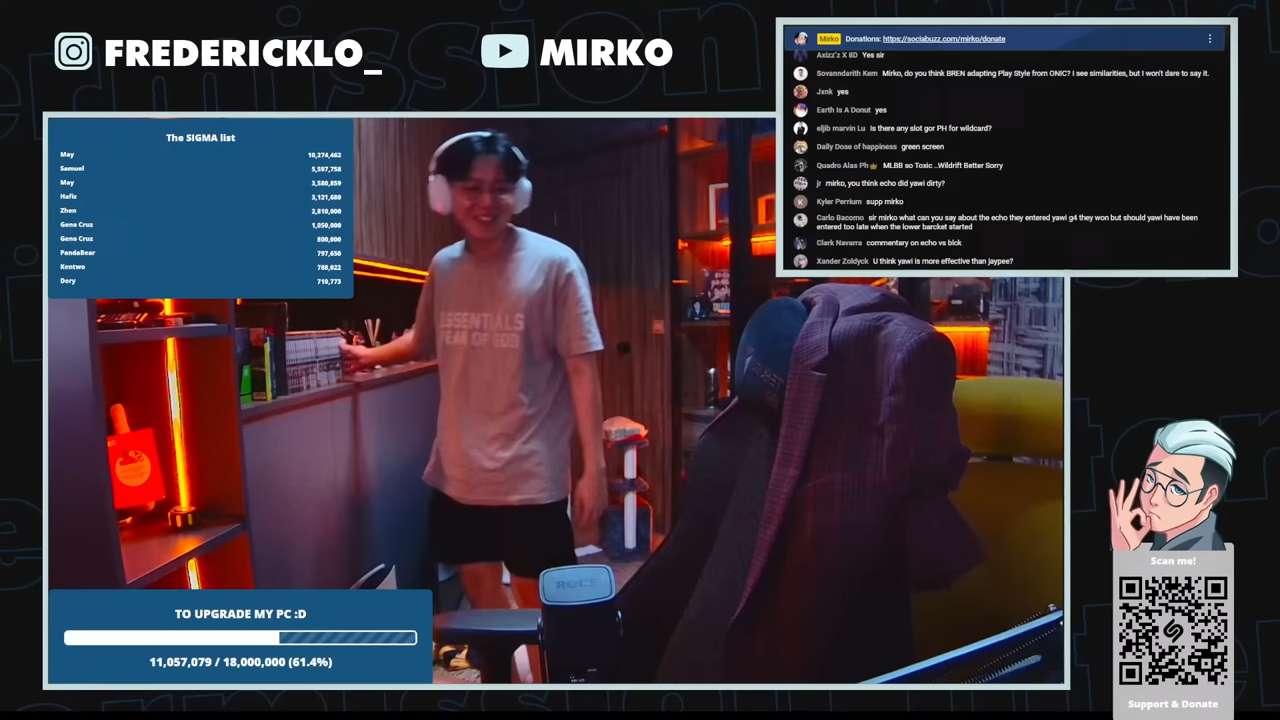 FREDERICKLO_
MIRKO
Mirko Donations: https://sociabuzz.com/mirko/donate
Axizz'z X 8D Yes sir
Sovanndarith Kem Mirko, do you think BREN adapting Play Style from ONIC? I see similarities, but I won't dare to say it.
Jxnk yes
Earth Is A Donut yes
eljib marvin Lu Is there any slot gor PH for wildcard?
Daily Dose of happiness green screen
Quadro Alas Ph MLBB so Toxic ..Wildrift Better Sorry
jr mirko, you think echo did yawi dirty?
Kyler Perrium supp mirko
Carlo Bacomo sir mirko what can you say about the echo they entered yawi g4 they won but should yawi have been
entered too late when the lower barcket started
Clark Navarra commentary on echo vs blck
Xander Zoldyck U think yawi is more effective than jaypee?
The SIGMA list
May 10,274,462
Samuel 5,597,758
May 3,580,859
Hafiz 3,121,680
Zhen 2,810,000
Geno Cruz 1,050,000
Geno Cruz 800,000
PandaBear 797,650
Kentwo 788,022
Dory 710,773
ESSENTIALS
FEAR OF GOD
TO UPGRADE MY PC :D
11,057,079 / 18,000,000 (61.4%)
Scan me!
Support & Donate